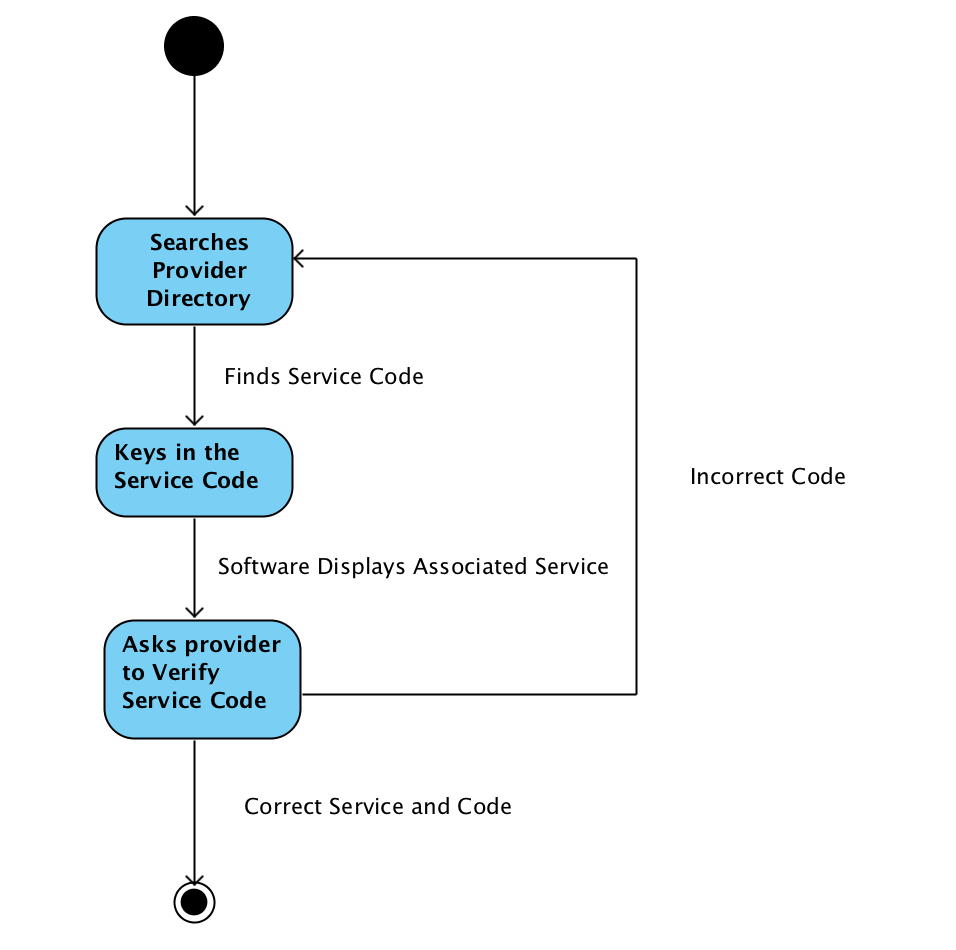 Searches
Provider
Directory
Finds Service Code
Keys in the
Service Code
Incorrect Code
Software Displays Associated Service
Asks provider
to Verify
Service Code
Correct Service and Code